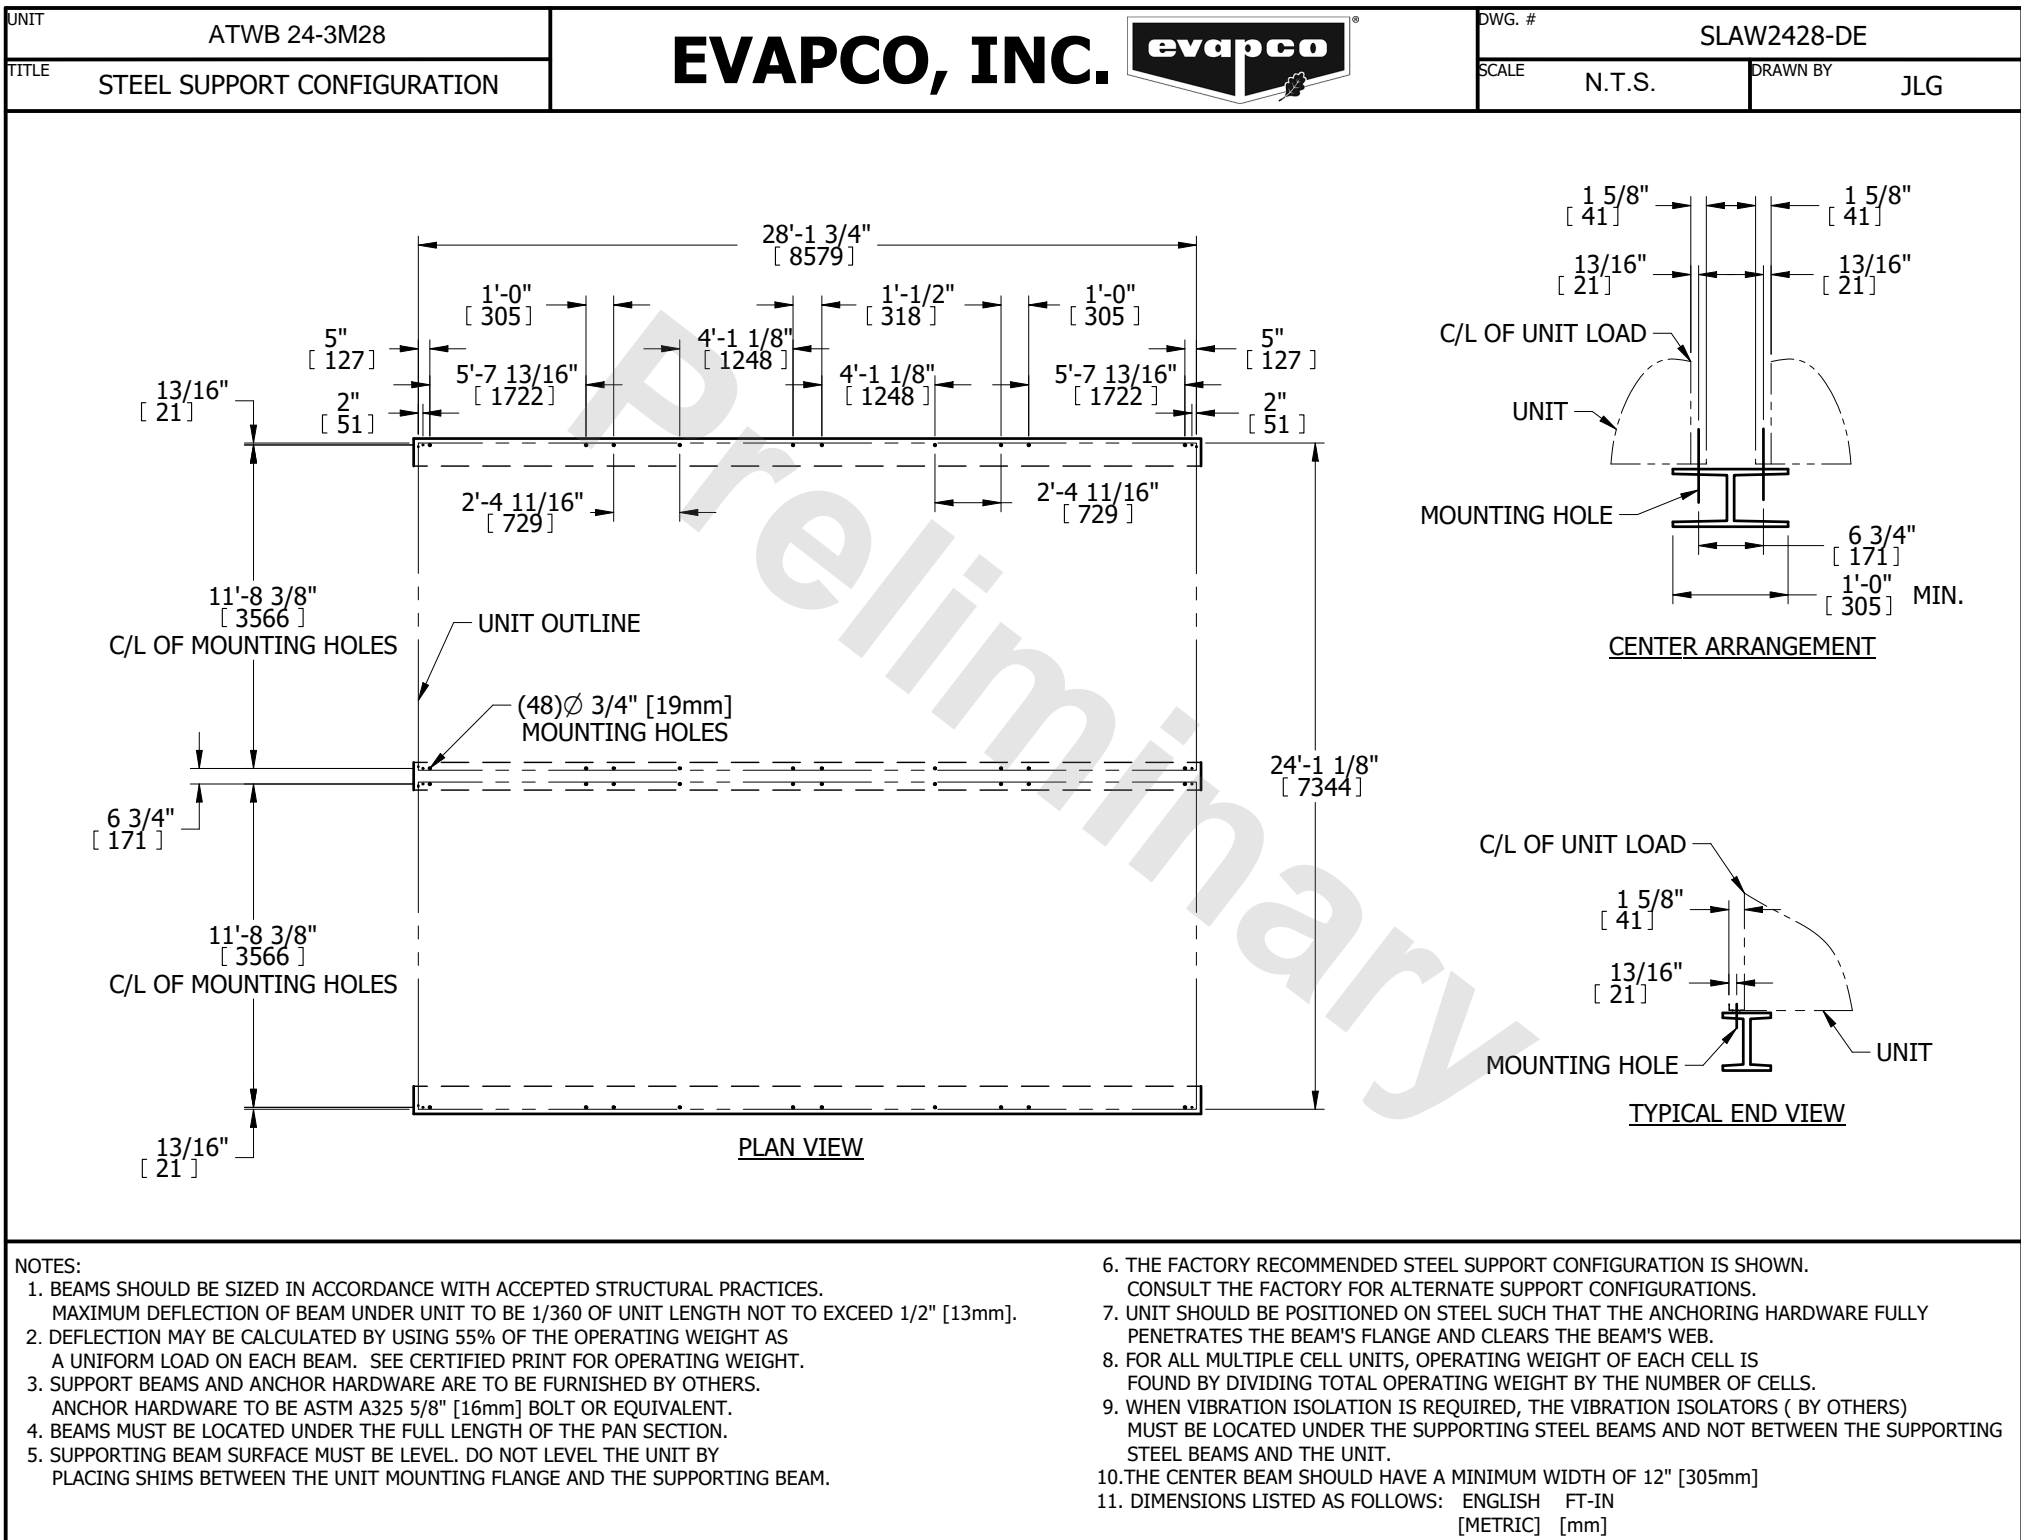 UNIT
ATWB 24-3M28
TITLE
STEEL SUPPORT CONFIGURATION
EVAPCO, INC.
evapco
®
DWG. #
SLAW2428-DE
SCALE
N.T.S.
DRAWN BY
JLG
28'-1 3/4"
[ 8579 ]
1'-0"
[ 305 ]
1'-1/2"
[ 318 ]
1'-0"
[ 305 ]
5"
[ 127 ]
4'-1 1/8"
[ 1248 ]
5"
[ 127 ]
5'-7 13/16"
[ 1722 ]
4'-1 1/8"
[ 1248 ]
5'-7 13/16"
[ 1722 ]
13/16"
[ 21 ]
2"
[ 51 ]
2"
[ 51 ]
2'-4 11/16"
[ 729 ]
2'-4 11/16"
[ 729 ]
11'-8 3/8"
[ 3566 ]
C/L OF MOUNTING HOLES
UNIT OUTLINE
(48)Ø 3/4" [19mm]
MOUNTING HOLES
24'-1 1/8"
[ 7344 ]
6 3/4"
[ 171 ]
11'-8 3/8"
[ 3566 ]
C/L OF MOUNTING HOLES
13/16"
[ 21 ]
PLAN VIEW
1 5/8"
[ 41 ]
1 5/8"
[ 41 ]
13/16"
[ 21 ]
13/16"
[ 21 ]
C/L OF UNIT LOAD
UNIT
MOUNTING HOLE
6 3/4"
[ 171 ]
1'-0"
[ 305 ] MIN.
CENTER ARRANGEMENT
C/L OF UNIT LOAD
1 5/8"
[ 41 ]
13/16"
[ 21 ]
MOUNTING HOLE
UNIT
TYPICAL END VIEW
Preliminary
NOTES:
1. BEAMS SHOULD BE SIZED IN ACCORDANCE WITH ACCEPTED STRUCTURAL PRACTICES.
MAXIMUM DEFLECTION OF BEAM UNDER UNIT TO BE 1/360 OF UNIT LENGTH NOT TO EXCEED 1/2" [13mm].
2. DEFLECTION MAY BE CALCULATED BY USING 55% OF THE OPERATING WEIGHT AS
A UNIFORM LOAD ON EACH BEAM. SEE CERTIFIED PRINT FOR OPERATING WEIGHT.
3. SUPPORT BEAMS AND ANCHOR HARDWARE ARE TO BE FURNISHED BY OTHERS.
ANCHOR HARDWARE TO BE ASTM A325 5/8" [16mm] BOLT OR EQUIVALENT.
4. BEAMS MUST BE LOCATED UNDER THE FULL LENGTH OF THE PAN SECTION.
5. SUPPORTING BEAM SURFACE MUST BE LEVEL. DO NOT LEVEL THE UNIT BY
PLACING SHIMS BETWEEN THE UNIT MOUNTING FLANGE AND THE SUPPORTING BEAM.
6. THE FACTORY RECOMMENDED STEEL SUPPORT CONFIGURATION IS SHOWN.
CONSULT THE FACTORY FOR ALTERNATE SUPPORT CONFIGURATIONS.
7. UNIT SHOULD BE POSITIONED ON STEEL SUCH THAT THE ANCHORING HARDWARE FULLY
PENETRATES THE BEAM'S FLANGE AND CLEARS THE BEAM'S WEB.
8. FOR ALL MULTIPLE CELL UNITS, OPERATING WEIGHT OF EACH CELL IS
FOUND BY DIVIDING TOTAL OPERATING WEIGHT BY THE NUMBER OF CELLS.
9. WHEN VIBRATION ISOLATION IS REQUIRED, THE VIBRATION ISOLATORS ( BY OTHERS)
MUST BE LOCATED UNDER THE SUPPORTING STEEL BEAMS AND NOT BETWEEN THE SUPPORTING
STEEL BEAMS AND THE UNIT.
10.THE CENTER BEAM SHOULD HAVE A MINIMUM WIDTH OF 12" [305mm]
11. DIMENSIONS LISTED AS FOLLOWS: ENGLISH FT-IN
[METRIC] [mm]